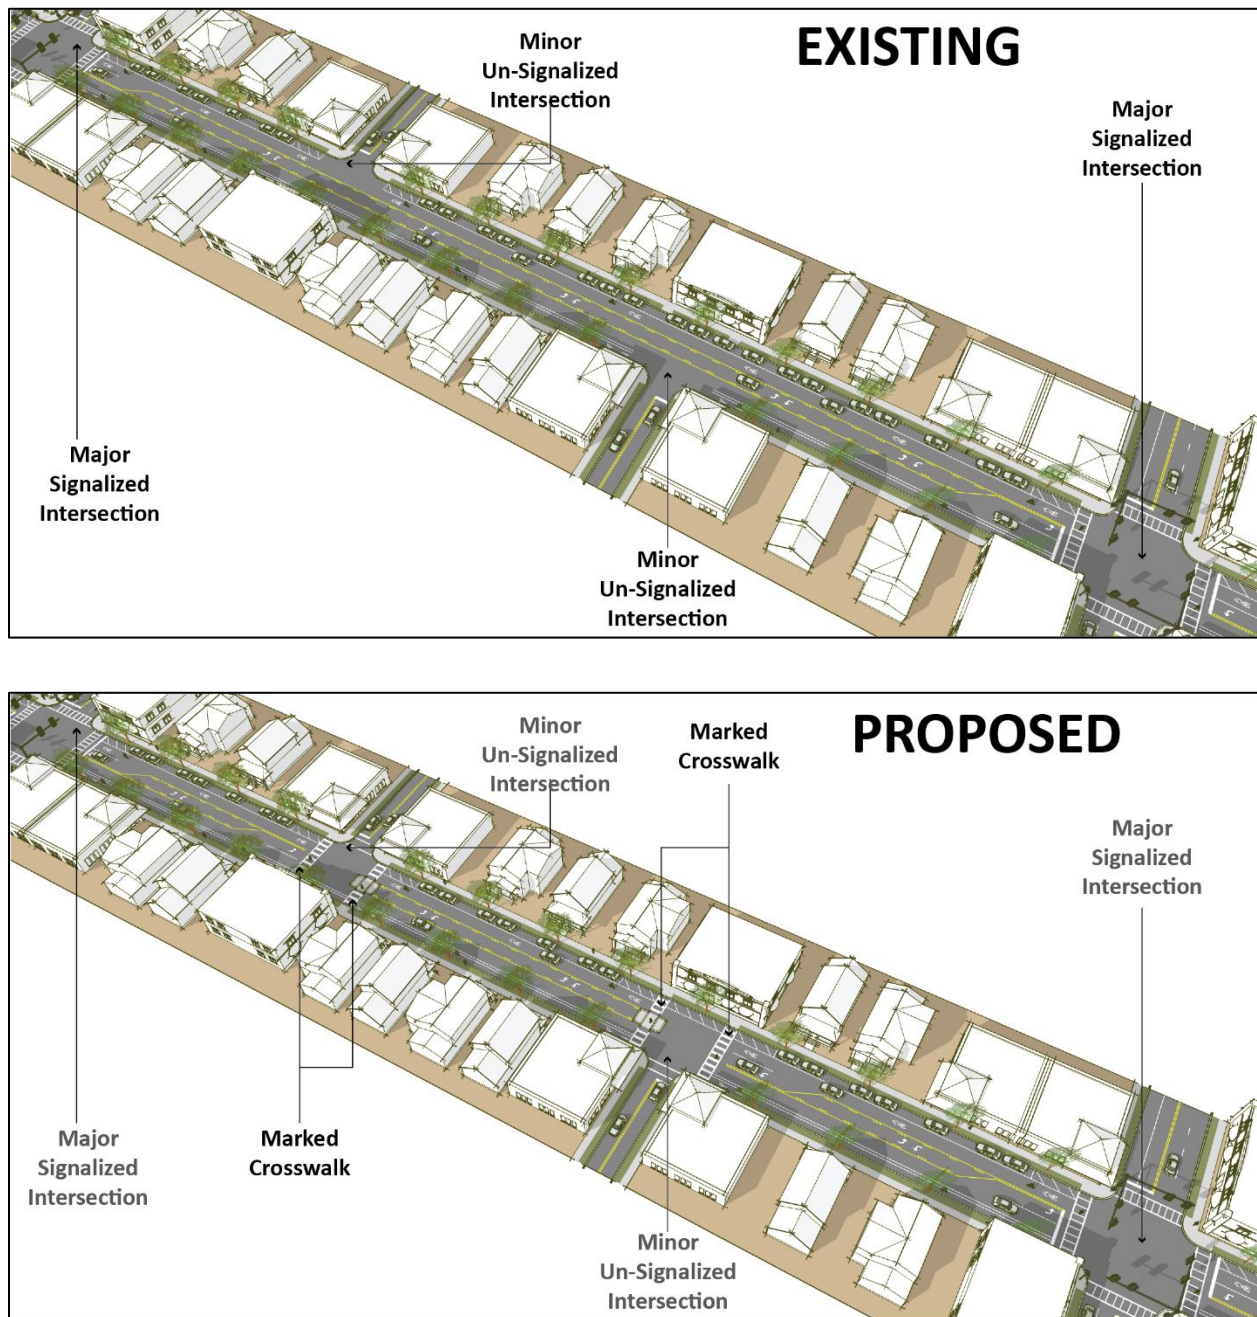 EXISTING
Minor
Un-Signalized
Intersection
Major
Signalized
Intersection
Major
Signalized
Intersection
Minor
Un-Signalized
Intersection
PROPOSED
Minor
Un-Signalized
Intersection
Marked
Crosswalk
Major
Signalized
Intersection
Major
Signalized
Intersection
Marked
Crosswalk
Minor
Un-Signalized
Intersection